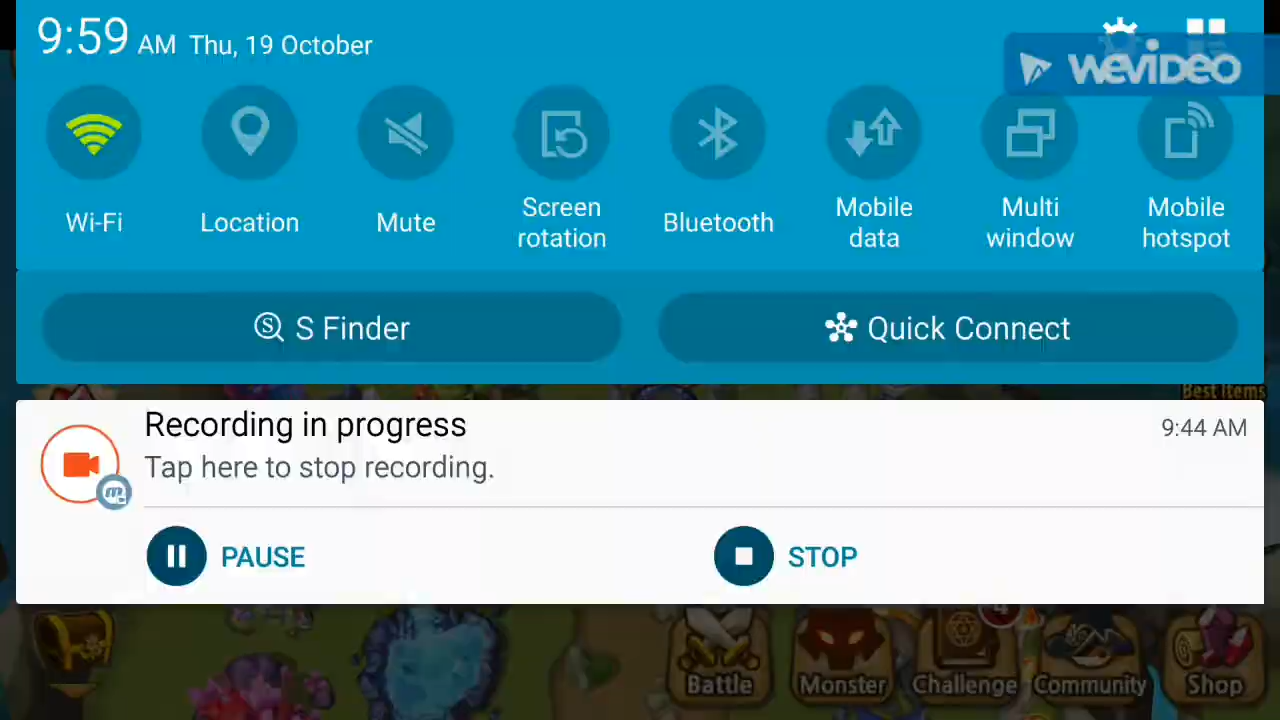 9:59 AM Thu, 19 October
WEVIDEO
Wi-Fi
Location
Mute
Screen
rotation
Bluetooth
Mobile
data
Multi
window
Mobile
hotspot
S Finder
Quick Connect
Best Items
Recording in progress
9:44 AM
Tap here to stop recording.
PAUSE
STOP
4
Battle
Monster
Challenge
Community
Shop